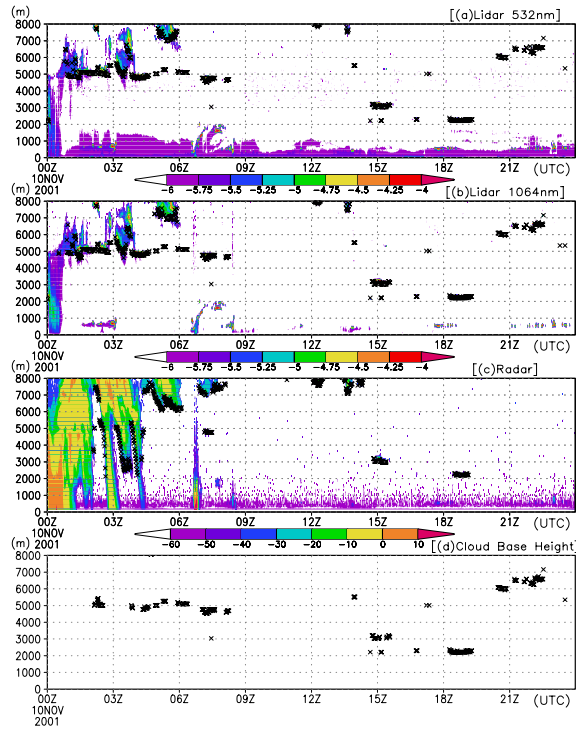 (m) [(a)Lidar 532nm]
8000
7000
6000
5000
4000
3000
2000
1000
0
00Z 03Z 06Z 09Z 12Z 15Z 18Z 21Z (UTC)
10NOV
2001
-6 -5.75 -5.5 -5.25 -5 -4.75 -4.5 -4.25 -4
(m) [(b)Lidar 1064nm]
8000
7000
6000
5000
4000
3000
2000
1000
0
00Z 03Z 06Z 09Z 12Z 15Z 18Z 21Z (UTC)
10NOV
2001
-6 -5.75 -5.5 -5.25 -5 -4.75 -4.5 -4.25 -4
(m) [(c)Radar]
8000
7000
6000
5000
4000
3000
2000
1000
0
00Z 03Z 06Z 09Z 12Z 15Z 18Z 21Z (UTC)
10NOV
2001
-60 -50 -40 -30 -20 -10 0 10
(m) [(d)Cloud Base Height]
8000
7000
6000
5000
4000
3000
2000
1000
0
00Z 03Z 06Z 09Z 12Z 15Z 18Z 21Z (UTC)
10NOV
2001